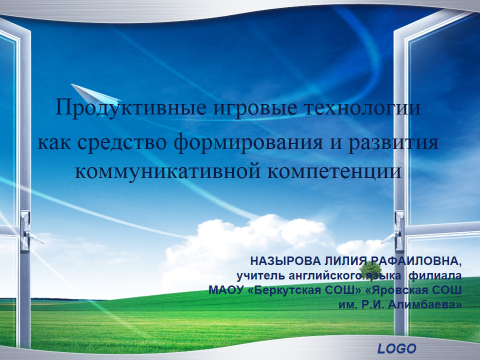 Продуктивные игровые технологии
как средство формирования и развития
коммуникативной компетенции
НАЗЫРОВА ЛИЛИЯ РАФАИЛОВНА,
учитель английского языка филиала
МАОУ «Беркутская СОШ» «Яровская СОШ
им. Р.И. Алимбаева»
LOGO